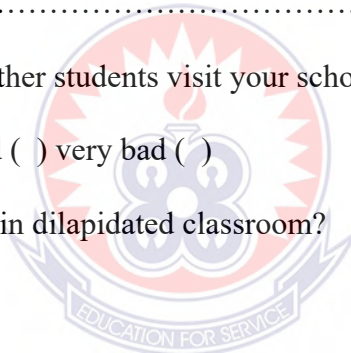 ................................................
ther students visit your scho
( ) very bad ( )
in dilapidated classroom?
EDUCATION FOR SERVICE